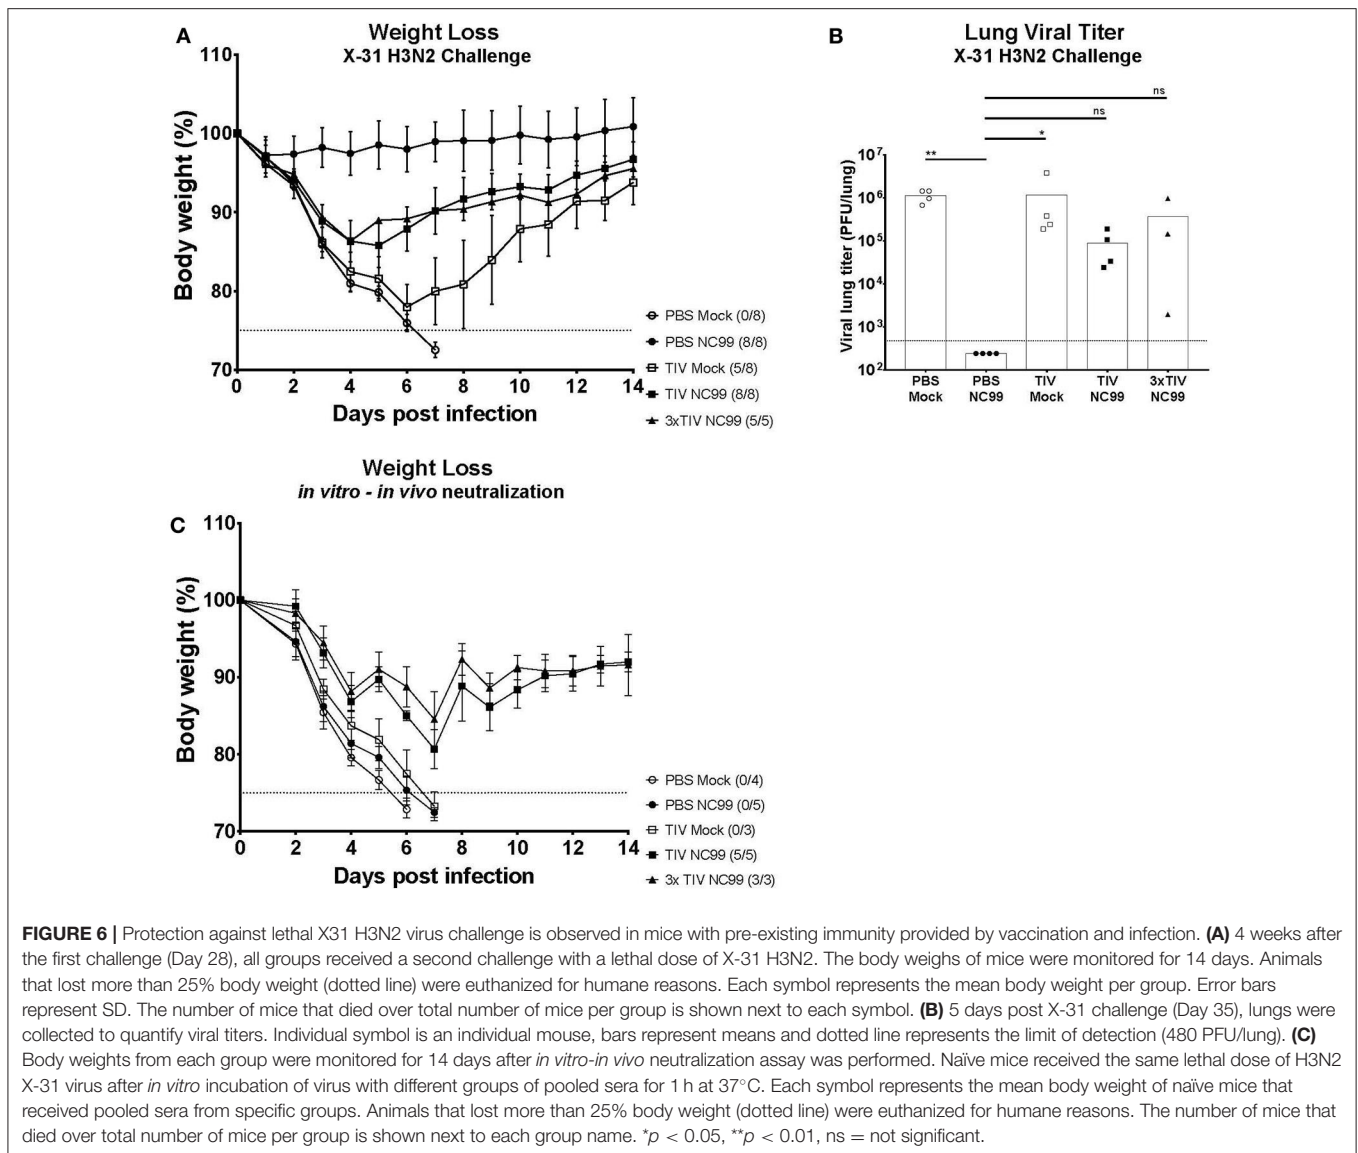 A
Weight Loss
X-31 H3N2 Challenge
110
100
90
80
70
Body weight (%)
0 2 4 6 8 10 12 14
Days post infection
PBS Mock (0/8)
PBS NC99 (8/8)
TIV Mock (5/8)
TIV NC99 (8/8)
3xTIV NC99 (5/5)
B
Lung Viral Titer
X-31 H3N2 Challenge
ns
ns
*
**
10^7
10^6
10^5
10^4
10^3
10^2
Viral lung titer (PFU/lung)
PBS PBS TIV TIV 3xTIV
Mock NC99 Mock NC99 NC99
Weight Loss
in vitro - in vivo neutralization
C
110
100
90
80
70
Body weight (%)
0 2 4 6 8 10 12 14
Days post infection
PBS Mock (0/4)
PBS NC99 (0/5)
TIV Mock (0/3)
TIV NC99 (5/5)
3x TIV NC99 (3/3)
FIGURE 6 | Protection against lethal X31 H3N2 virus challenge is observed in mice with pre-existing immunity provided by vaccination and infection. (A) 4 weeks after
the first challenge (Day 28), all groups received a second challenge with a lethal dose of X-31 H3N2. The body weighs of mice were monitored for 14 days. Animals
that lost more than 25% body weight (dotted line) were euthanized for humane reasons. Each symbol represents the mean body weight per group. Error bars
represent SD. The number of mice that died over total number of mice per group is shown next to each symbol. (B) 5 days post X-31 challenge (Day 35), lungs were
collected to quantify viral titers. Individual symbol is an individual mouse, bars represent means and dotted line represents the limit of detection (480 PFU/lung). (C)
Body weights from each group were monitored for 14 days after in vitro-in vivo neutralization assay was performed. Naïve mice received the same lethal dose of H3N2
X-31 virus after in vitro incubation of virus with different groups of pooled sera for 1 h at 37°C. Each symbol represents the mean body weight of naïve mice that
received pooled sera from specific groups. Animals that lost more than 25% body weight (dotted line) were euthanized for humane reasons. The number of mice that
died over total number of mice per group is shown next to each group name. *p < 0.05, **p < 0.01, ns = not significant.